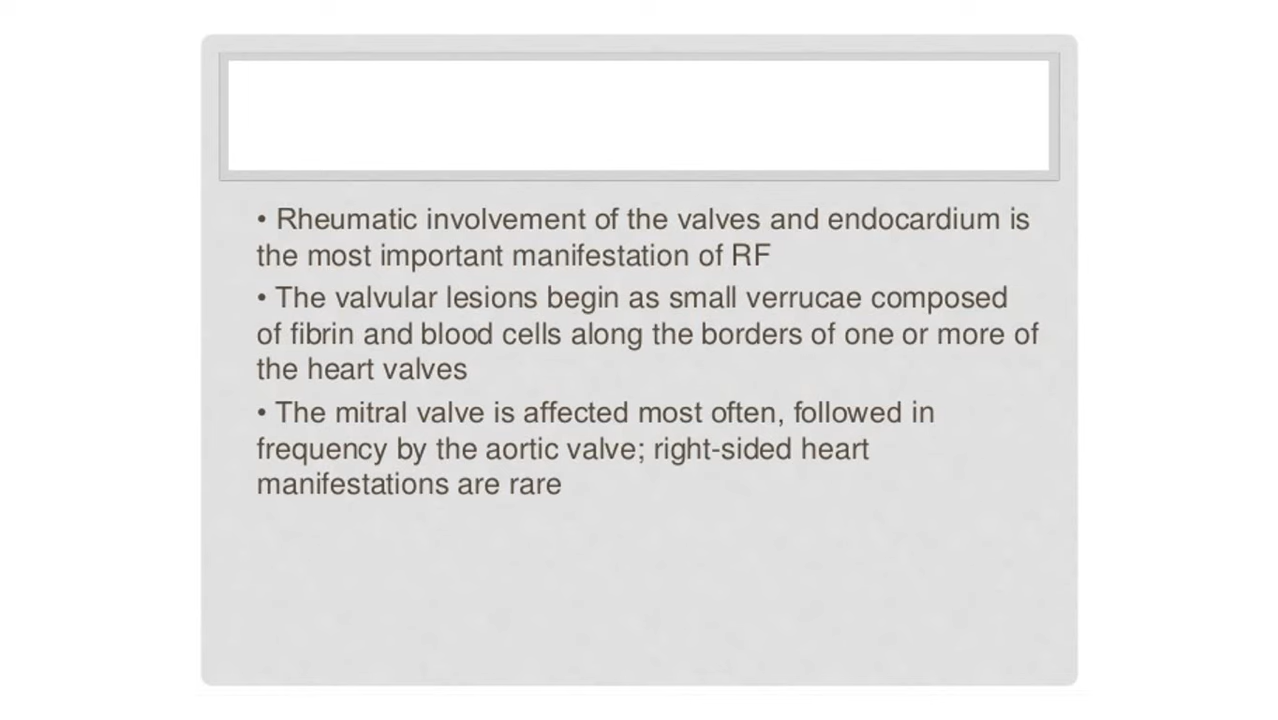 • Rheumatic involvement of the valves and endocardium is
the most important manifestation of RF
• The valvular lesions begin as small verrucae composed
of fibrin and blood cells along the borders of one or more of
the heart valves
• The mitral valve is affected most often, followed in
frequency by the aortic valve; right-sided heart
manifestations are rare